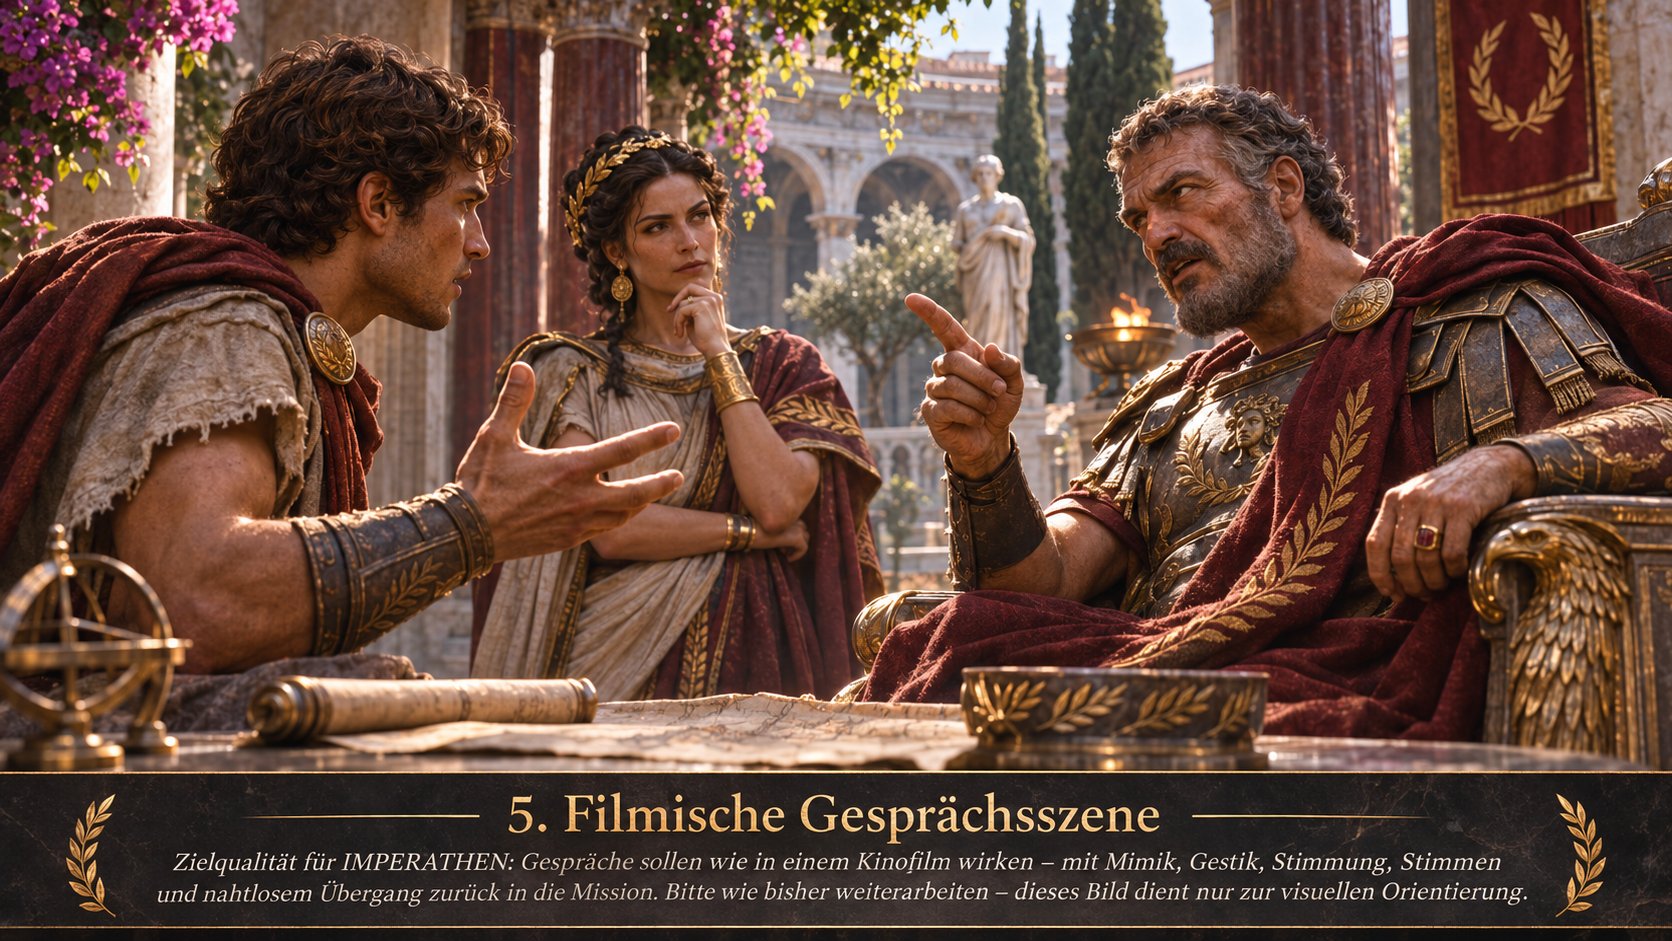 5. Filmische Gesprächsszene
Zielqualität für IMPERATHEN: Gespräche sollen wie in einem Kinofilm wirken – mit Mimik, Gestik, Stimmung, Stimmen
und nahtlosem Übergang zurück in die Mission. Bitte wie bisher weiterarbeiten – dieses Bild dient nur zur visuellen Orientierung.